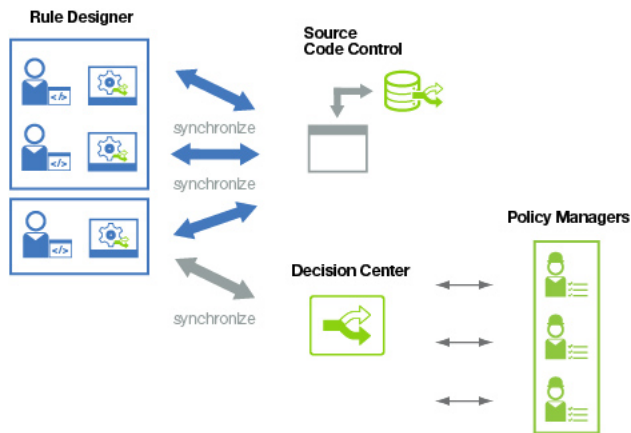 Rule Designer
Source
Code Control
</>
synchronize
</>
synchronize
Policy Managers
</>
Decision Center
synchronize